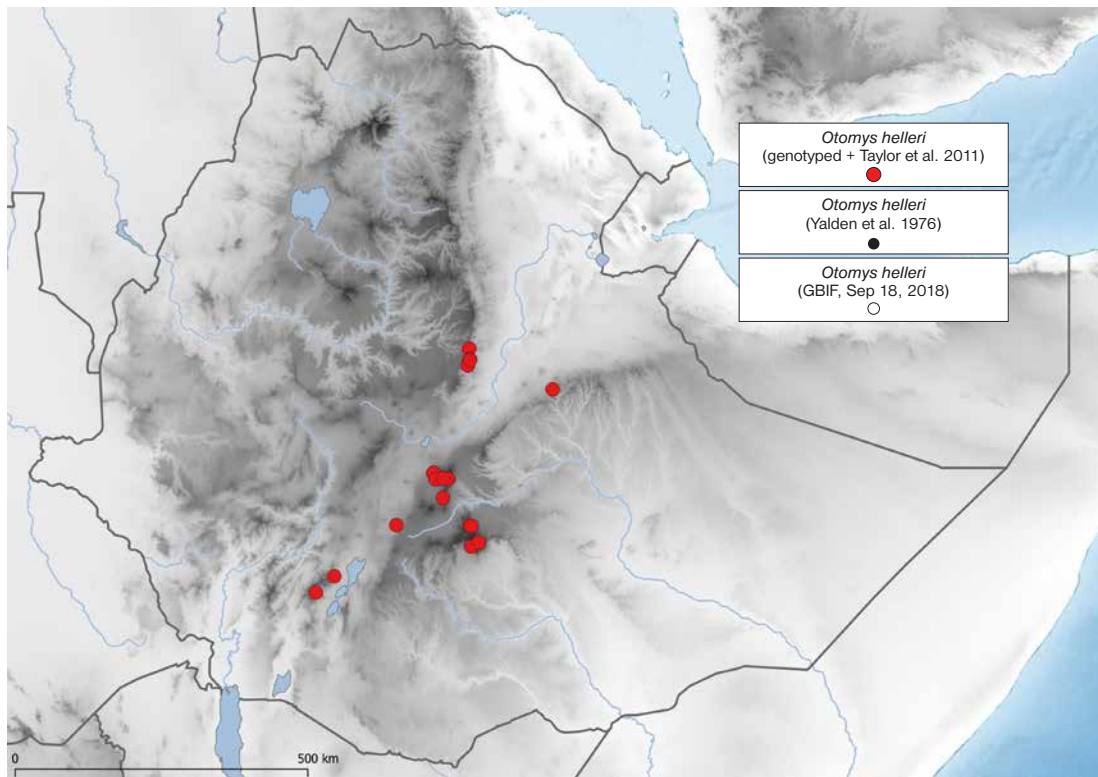 Otomys helleri
(genotyped + Taylor et al. 2011)
Otomys helleri
(Yalden et al. 1976)
Otomys helleri
(GBIF, Sep 18, 2018)
0
500 km